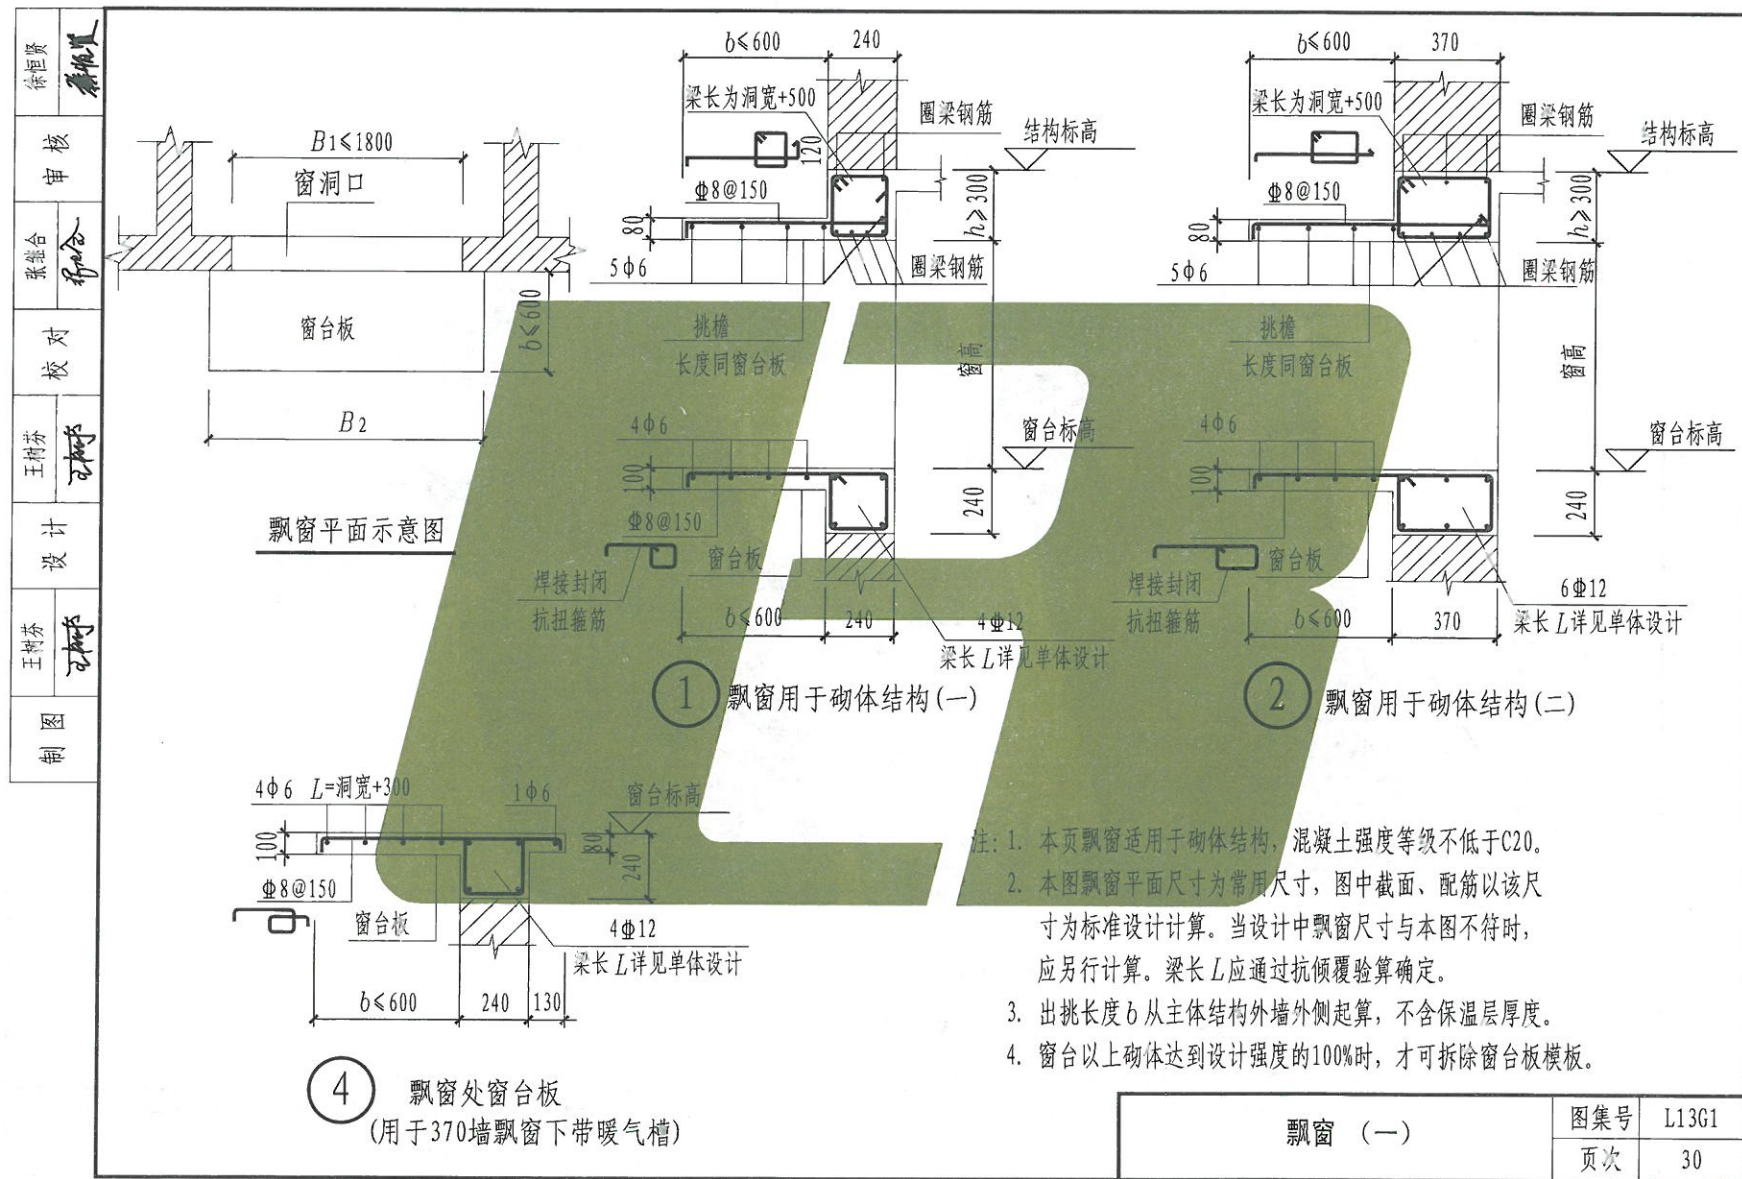 徐恒贤
审核
张维合
校对
王树芬
设计
王树芬
制图
B1≤1800
窗洞口
窗台板
b≤600
B2
飘窗平面示意图
b≤600
240
梁长为洞宽+500
圈梁钢筋
结构标高
120
Φ8@150
80
h≥300
5Φ6
圈梁钢筋
挑檐
长度同窗台板
窗高
4Φ6
窗台标高
100
Φ8@150
240
焊接封闭
抗扭箍筋
窗台板
b≤600
240
4Φ12
梁长L详见单体设计
1 飘窗用于砌体结构(一)
b≤600
370
梁长为洞宽+500
圈梁钢筋
结构标高
Φ8@150
80
h≥300
5Φ6
圈梁钢筋
挑檐
长度同窗台板
窗高
4Φ6
窗台标高
100
240
焊接封闭
抗扭箍筋
窗台板
6Φ12
b≤600
370
梁长L详见单体设计
2 飘窗用于砌体结构(二)
4Φ6 L=洞宽+300
1Φ6
窗台标高
100
80
240
Φ8@150
窗台板
4Φ12
梁长L详见单体设计
b≤600
240
130
4 飘窗处窗台板
(用于370墙飘窗下带暖气槽)
注: 1. 本页飘窗适用于砌体结构，混凝土强度等级不低于C20。
2. 本图飘窗平面尺寸为常用尺寸，图中截面、配筋以该尺
寸为标准设计计算。当设计中飘窗尺寸与本图不符时，
应另行计算。梁长L应通过抗倾覆验算确定。
3. 出挑长度b从主体结构外墙外侧起算，不含保温层厚度。
4. 窗台以上砌体达到设计强度的100%时，才可拆除窗台板模板。
飘窗 (一)
图集号 L13G1
页次 30